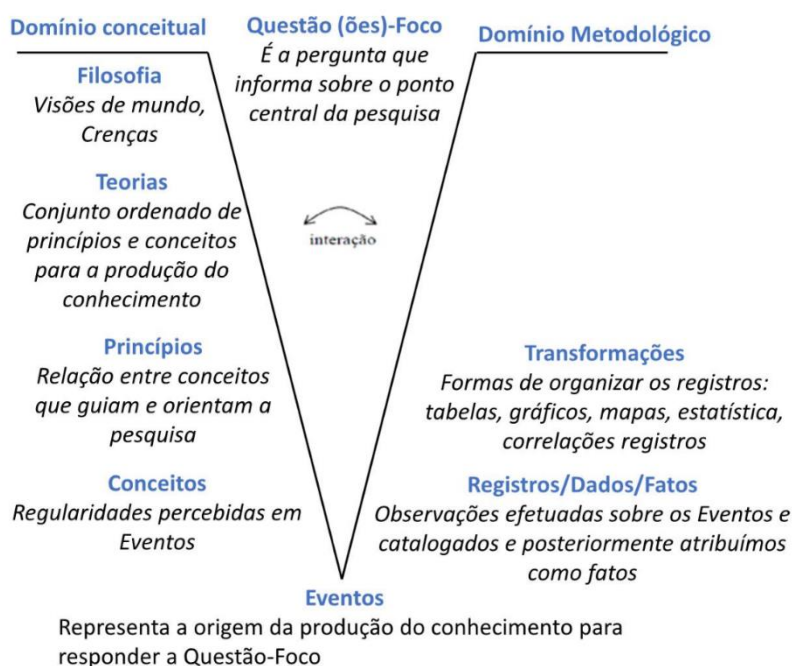 Domínio conceitual
Filosofia
Visões de mundo,
Crenças
Teorias
Conjunto ordenado de
princípios e conceitos
para a produção do
conhecimento
Princípios
Relação entre conceitos
que guiam e orientam a
pesquisa
Conceitos
Regularidades percebidas em
Eventos
Questão (ões)-Foco
É a pergunta que
informa sobre o ponto
central da pesquisa
interação
Domínio Metodológico
Transformações
Formas de organizar os registros:
tabelas, gráficos, mapas, estatística,
correlações registros
Registros/Dados/Fatos
Observações efetuadas sobre os Eventos e
catalogados e posteriormente atribuímos
como fatos
Eventos
Representa a origem da produção do conhecimento para
responder a Questão-Foco